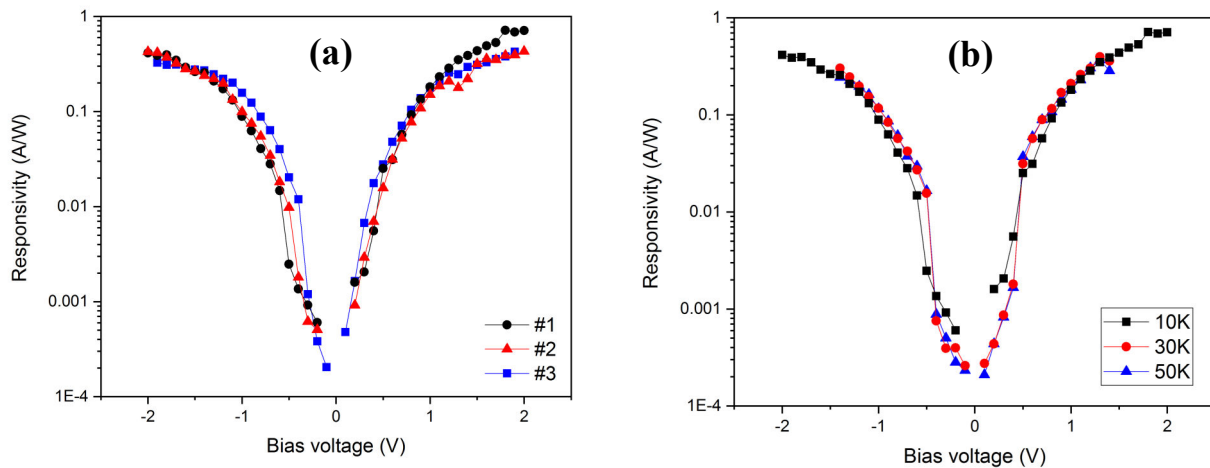 (a)
Responsivity (A/W)
1
0.1
0.01
0.001
1E-4
-2 -1 0 1 2
Bias voltage (V)
#1
#2
#3
(b)
Responsivity (A/W)
1
0.1
0.01
0.001
1E-4
-2 -1 0 1 2
Bias voltage (V)
10K
30K
50K